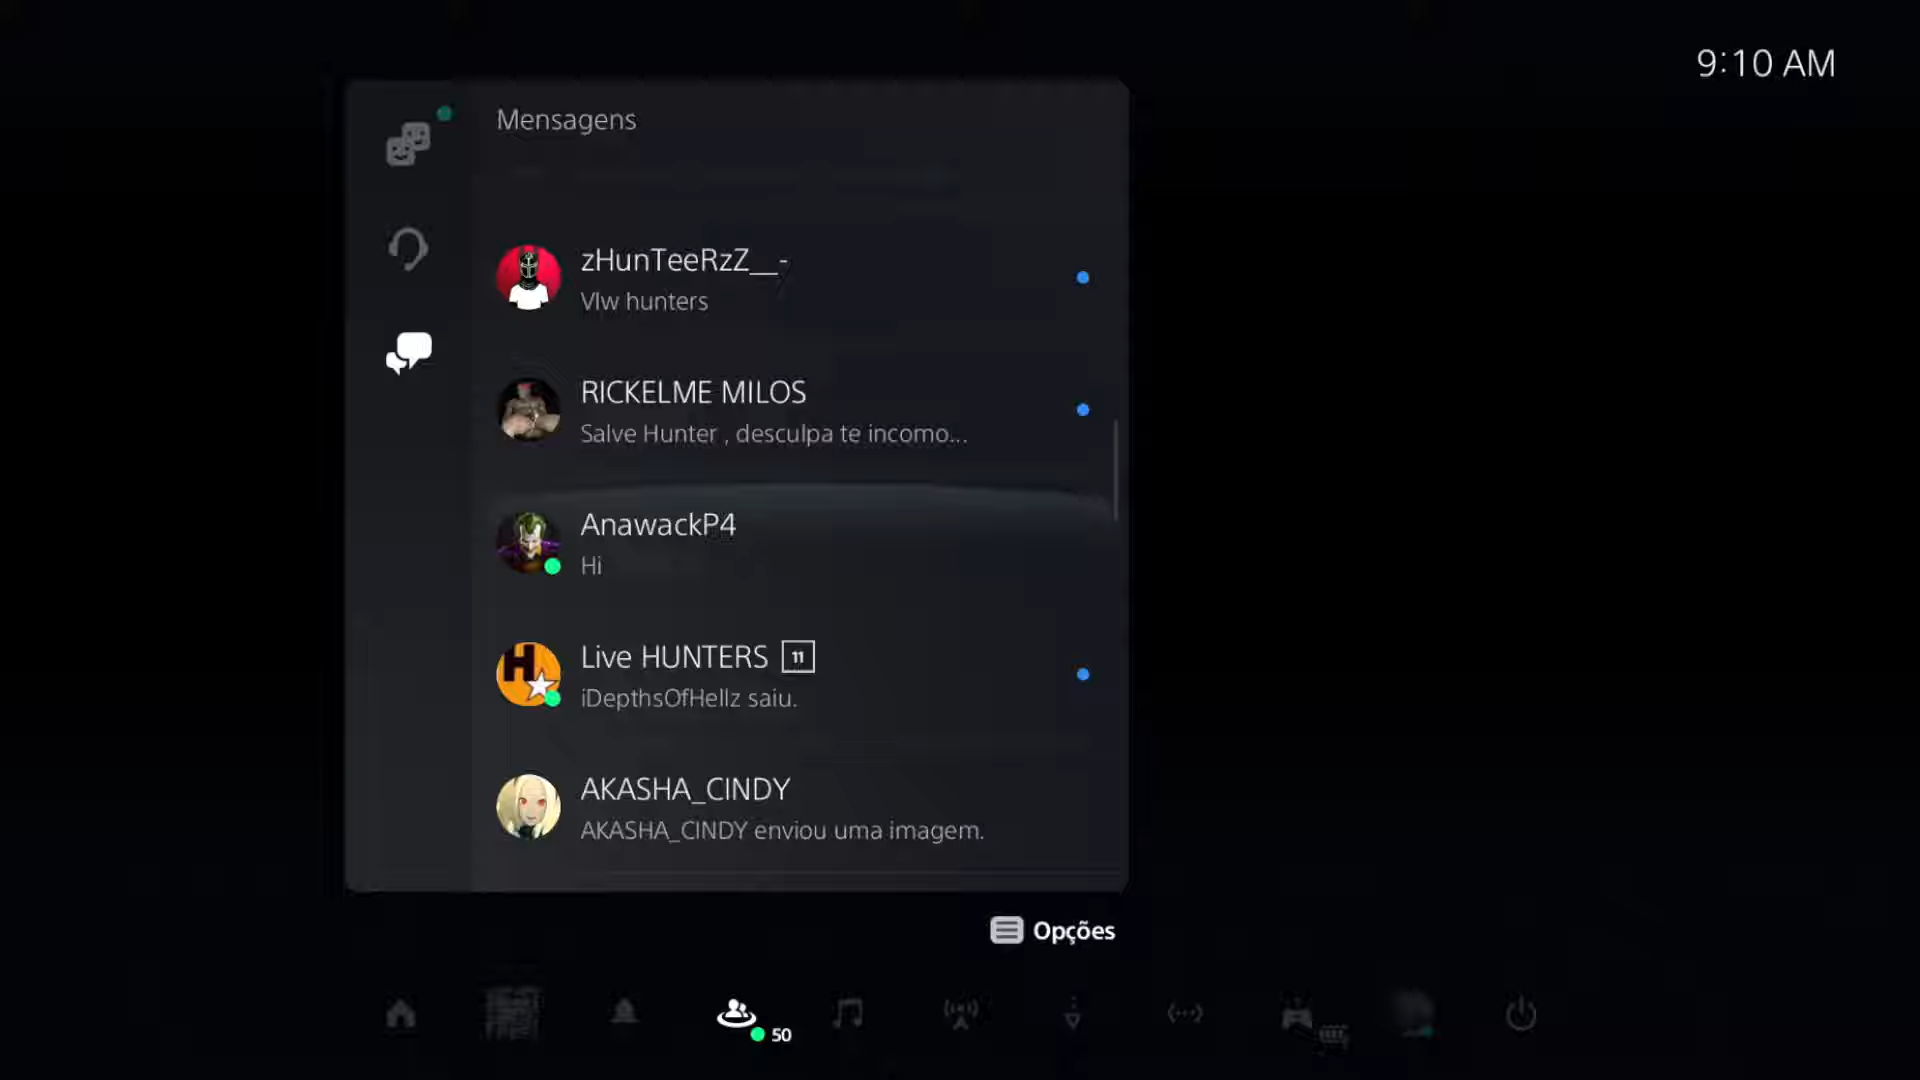 9:10 AM
Mensagens
zHunTeeRzZ__-
Vlw hunters
RICKELME MILOS
Salve Hunter , desculpa te incomo...
AnawackP4
Hi
Live HUNTERS 11
iDepthsOfHellz saiu.
AKASHA_CINDY
AKASHA_CINDY enviou uma imagem.
Opções
50